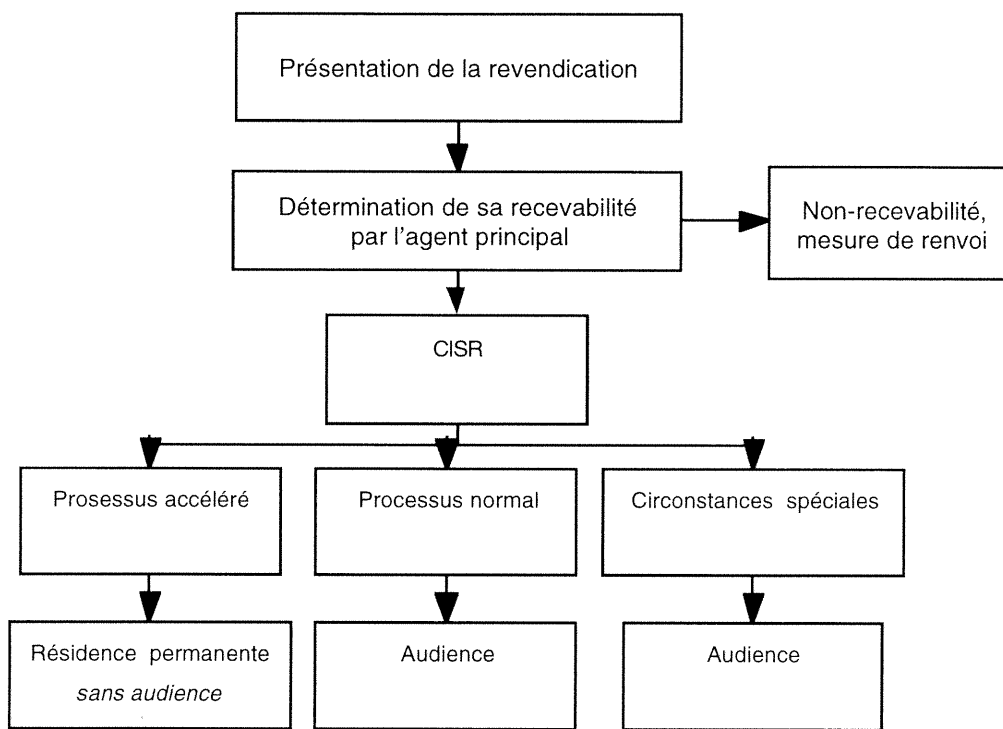 Présentation de la revendication
Détermination de sa recevabilité
par l'agent principal
Non-recevabilité,
mesure de renvoi
CISR
Prosessus accéléré
Processus normal
Circonstances spéciales
Résidence permanente
sans audience
Audience
Audience